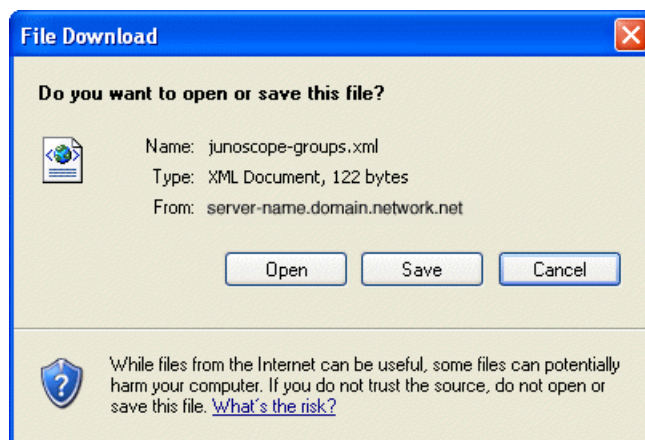 File Download
Do you want to open or save this file?
Name: junoscope-groups.xml
Type: XML Document, 122 bytes
From: server-name.domain.network.net
Open Save Cancel
While files from the Internet can be useful, some files can potentially
harm your computer. If you do not trust the source, do not open or
save this file. What's the risk?